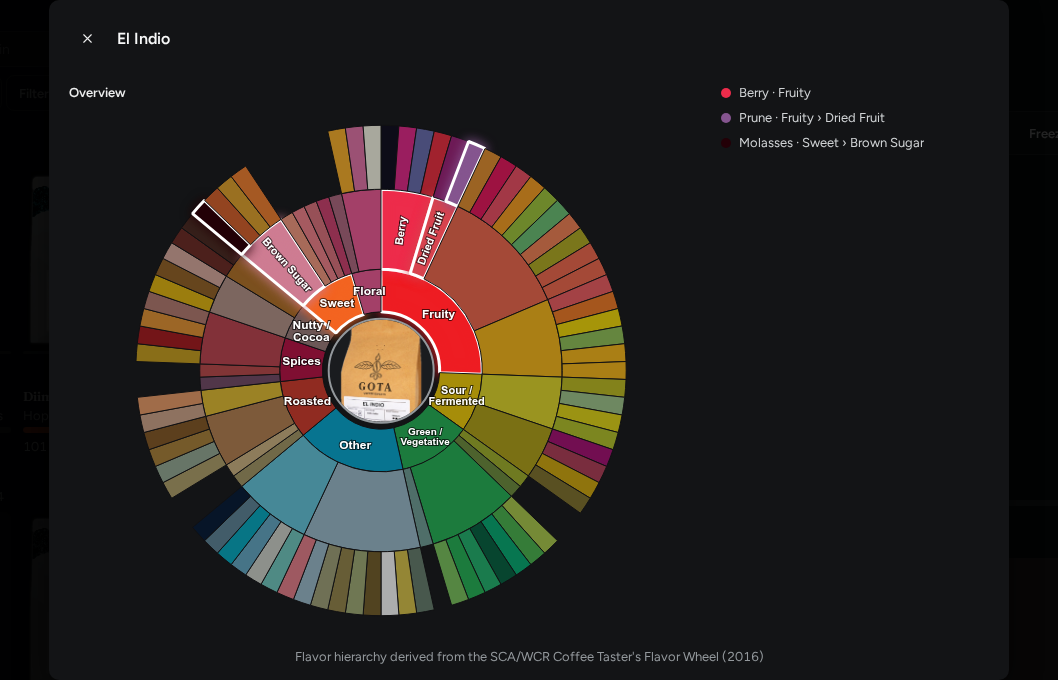 El Indio
Overview
Berry · Fruity
Prune · Fruity › Dried Fruit
Molasses · Sweet › Brown Sugar
Berry
Dried Fruit
Brown Sugar
Floral
Sweet
Fruity
Nutty /
Cocoa
Spices
Roasted
Other
Green /
Vegetative
Sour /
Fermented
GOTA
EL INDIO
Flavor hierarchy derived from the SCA/WCR Coffee Taster's Flavor Wheel (2016)